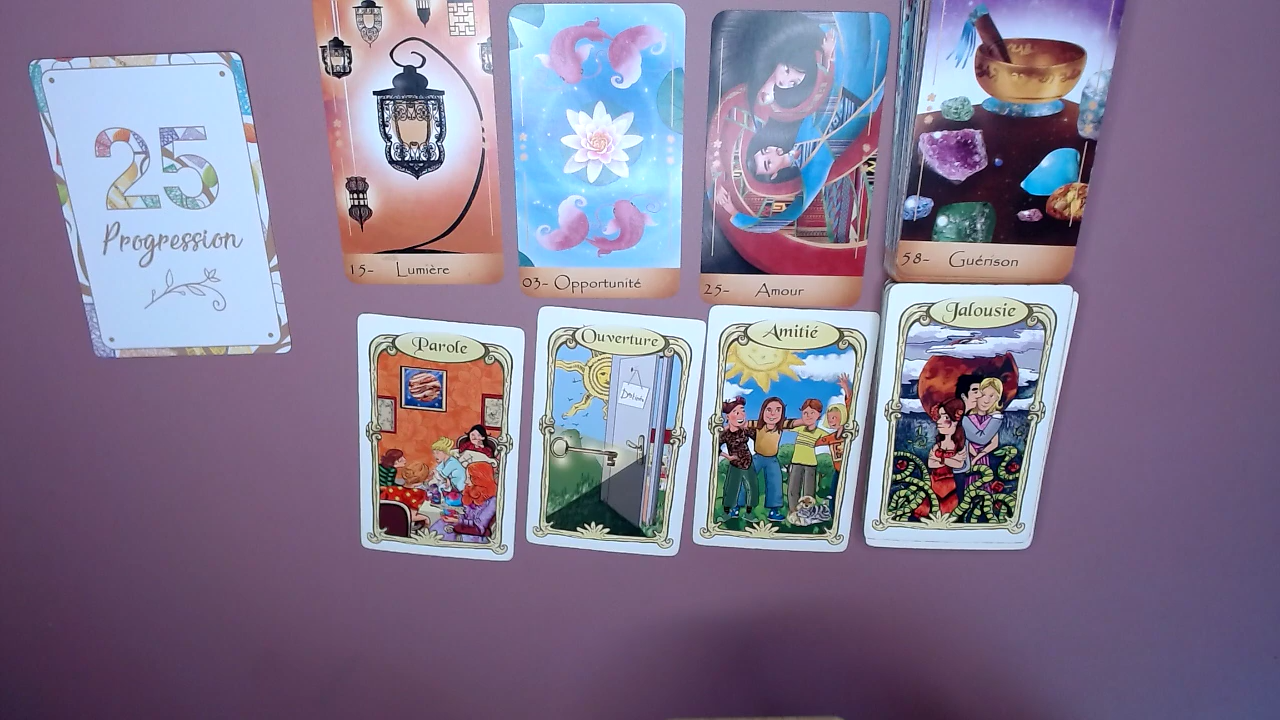 25
Progression
15- Lumière
03- Opportunité
25- Amour
58- Guérison
Parole
Ouverture
Amitié
Jalousie